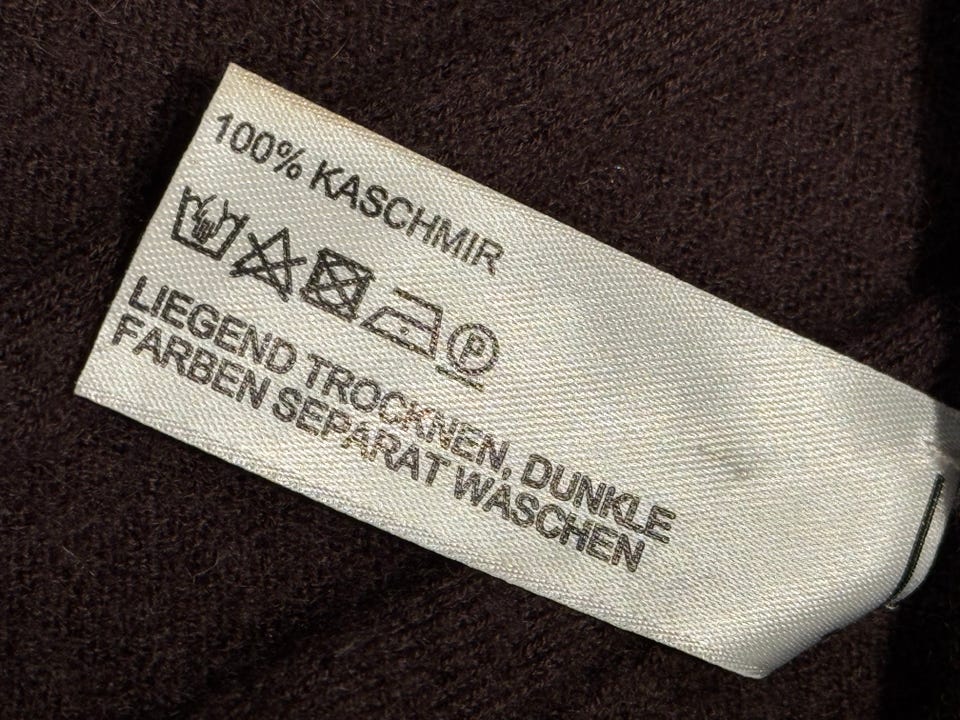 100% KASCHMIR
P
LIEGEND TROCKNEN, DUNKLE
FARBEN SEPARAT WASCHEN